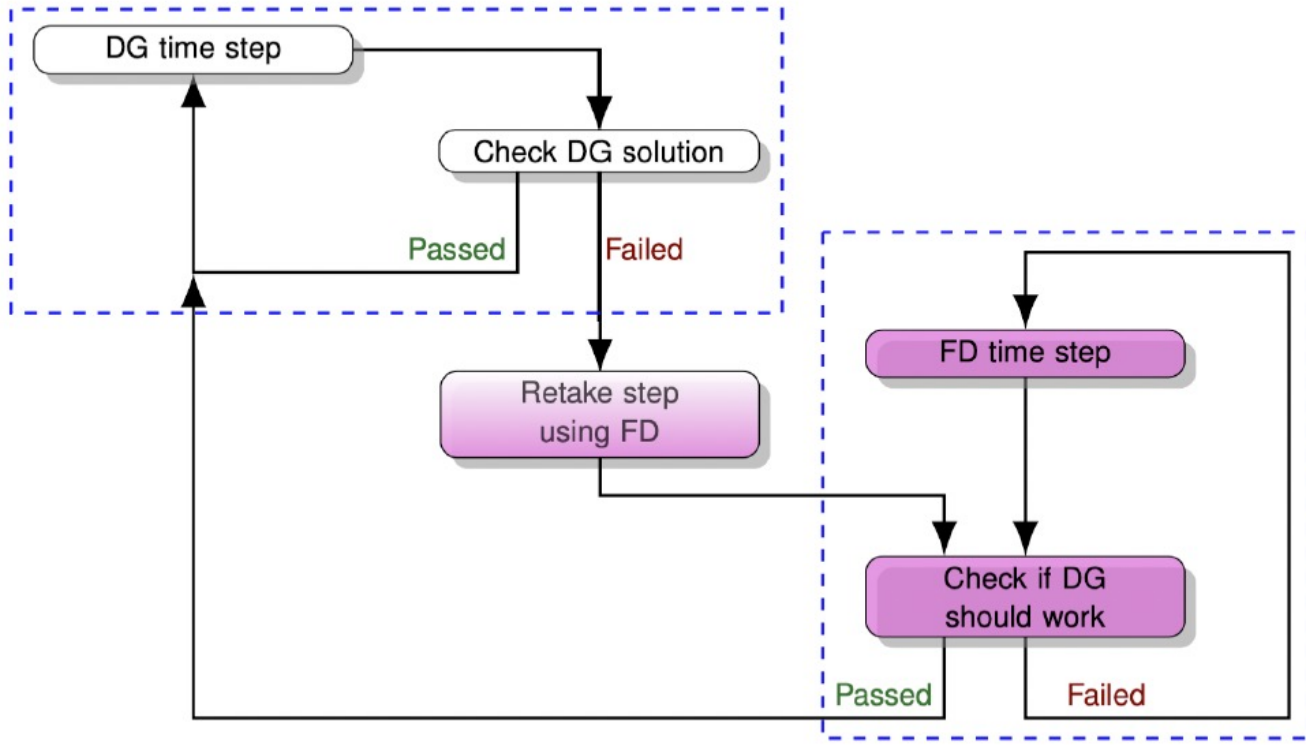 DG time step
Check DG solution
Passed
Failed
FD time step
Retake step
using FD
Check if DG
should work
Passed
Failed